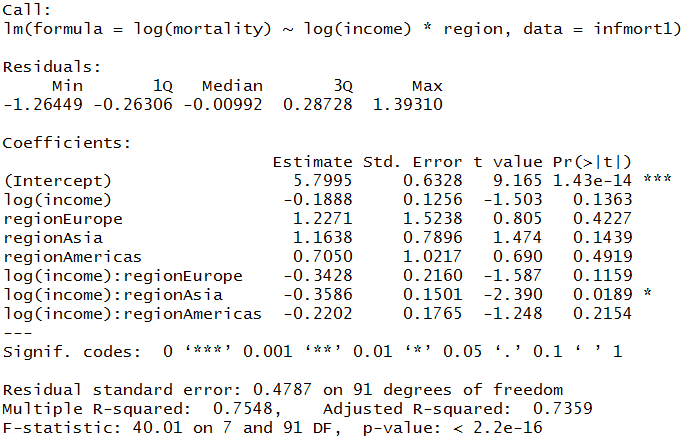 Call:
lm(formula = log(mortality) ~ log(income) * region, data = infmort1)
Residuals:
Min 1Q Median 3Q Max
-1.26449 -0.26306 -0.00992 0.28728 1.39310
Coefficients:
Estimate Std. Error t value Pr(>|t|)
(Intercept) 5.7995 0.6328 9.165 1.43e-14 ***
log(income) -0.1888 0.1256 -1.503 0.1363
regionEurope 1.2271 1.5238 0.805 0.4227
regionAsia 1.1638 0.7896 1.474 0.1439
regionAmericas 0.7050 1.0217 0.690 0.4919
log(income):regionEurope -0.3428 0.2160 -1.587 0.1159
log(income):regionAsia -0.3586 0.1501 -2.390 0.0189 *
log(income):regionAmericas -0.2202 0.1765 -1.248 0.2154
---
Signif. codes: 0 ‘***’ 0.001 ‘**’ 0.01 ‘*’ 0.05 ‘.’ 0.1 ‘ ’ 1
Residual standard error: 0.4787 on 91 degrees of freedom
Multiple R-squared: 0.7548, Adjusted R-squared: 0.7359
F-statistic: 40.01 on 7 and 91 DF, p-value: < 2.2e-16